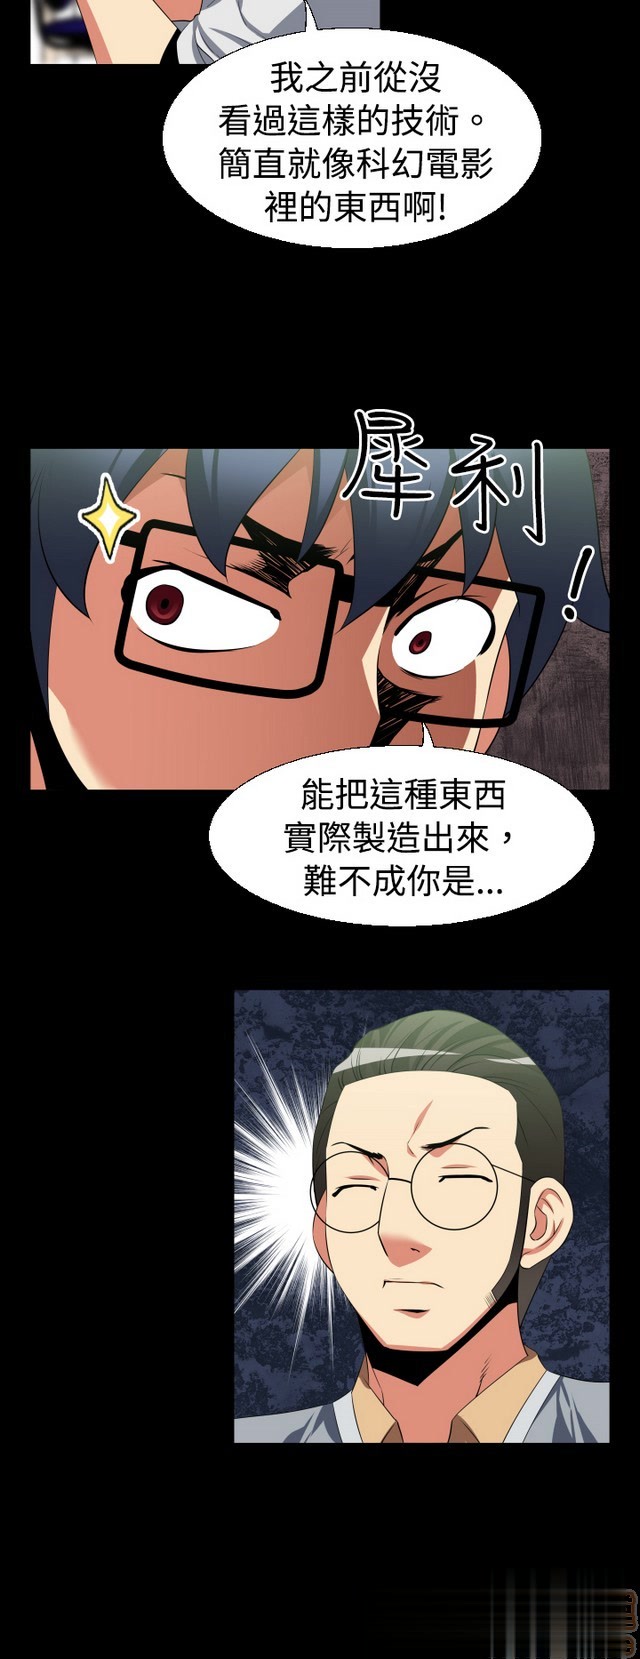 我之前從沒
看過這樣的技術。
簡直就像科幻電影
裡的東西啊!
犀利!
能把這種東西
實際製造出來，
難不成你是...